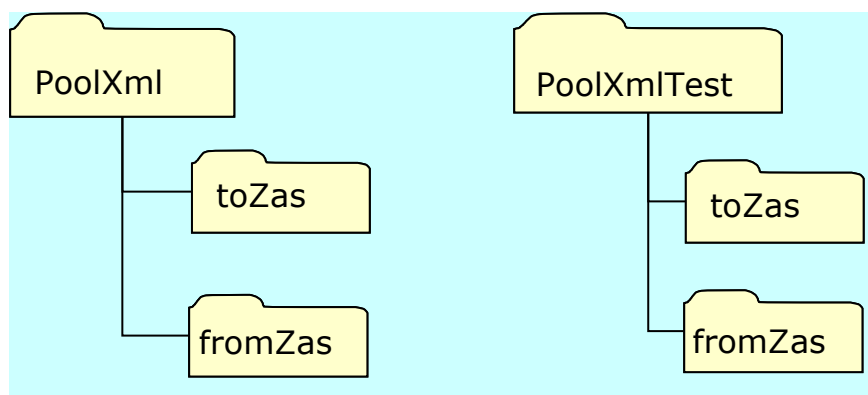 PoolXml
toZas
fromZas
PoolXmlTest
toZas
fromZas